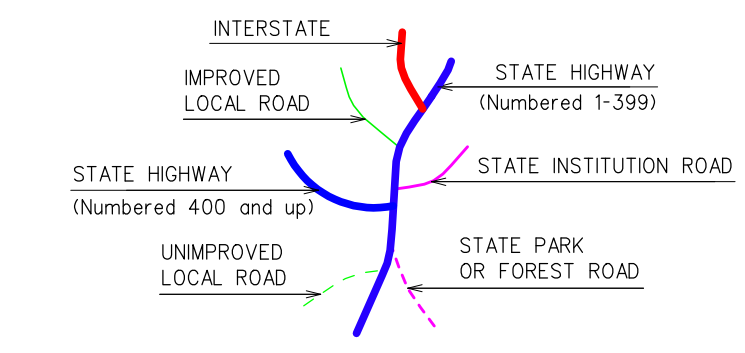 INTERSTATE
IMPROVED
LOCAL ROAD
STATE HIGHWAY
(Numbered 1-399)
STATE HIGHWAY
(Numbered 400 and up)
STATE INSTITUTION ROAD
UNIMPROVED
LOCAL ROAD
STATE PARK
OR FOREST ROAD